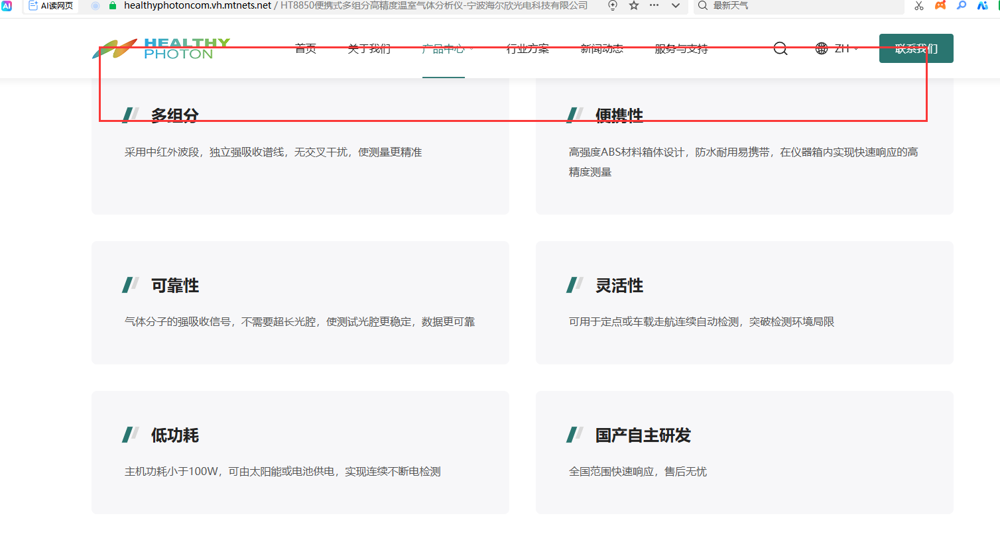 AI
AI读网页
healthyphotoncom.vh.mtnets.net / HT8850便携式多组分高精度温室气体分析仪-宁波海尔欣光电科技有限公司
最新天气
HEALTHY
PHOTON
首页
关于我们
产品中心
行业方案
新闻动态
服务与支持
ZH
联系我们
多组分
采用中红外波段，独立强吸收谱线，无交叉干扰，使测量更精准
便携性
高强度ABS材料箱体设计，防水耐用易携带，在仪器箱内实现快速响应的高
精度测量
可靠性
气体分子的强吸收信号，不需要超长光腔，使测试光腔更稳定，数据更可靠
灵活性
可用于定点或车载走航连续自动检测，突破检测环境局限
低功耗
主机功耗小于100W，可由太阳能或电池供电，实现连续不断电检测
国产自主研发
全国范围快速响应，售后无忧